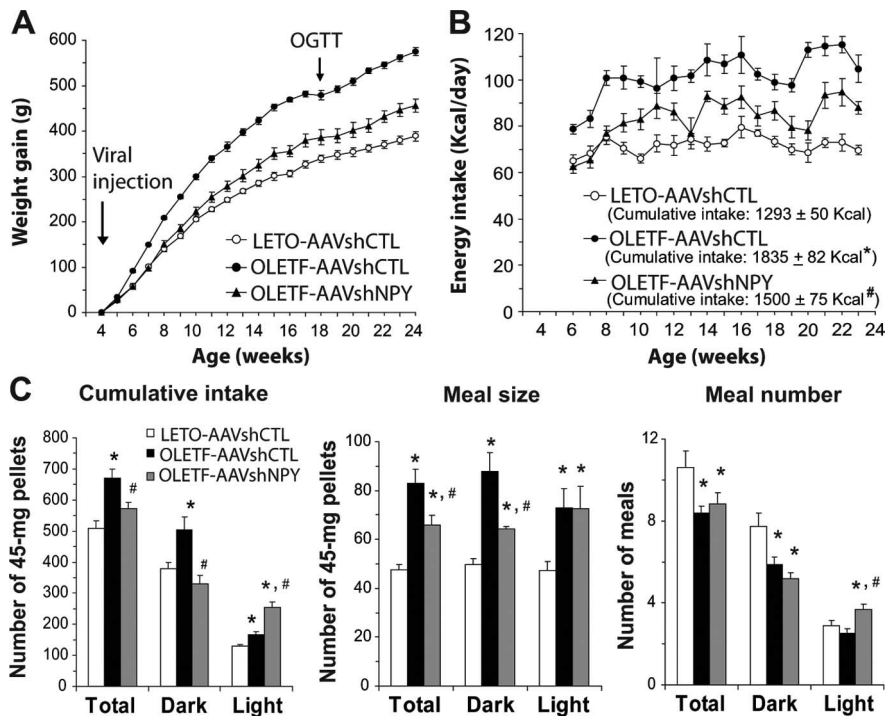 A
Weight gain (g)
600
500
400
300
200
100
0
Viral
injection
OGTT
LETO-AAVshCTL
OLETF-AAVshCTL
OLETF-AAVshNPY
4 6 8 10 12 14 16 18 20 22 24
Age (weeks)
B
Energy intake (Kcal/day)
120
100
80
60
40
20
0
LETO-AAVshCTL
(Cumulative intake: 1293 ± 50 Kcal)
OLETF-AAVshCTL
(Cumulative intake: 1835 ± 82 Kcal*)
OLETF-AAVshNPY
(Cumulative intake: 1500 ± 75 Kcal#)
4 6 8 10 12 14 16 18 20 22 24
Age (weeks)
C
Cumulative intake
Number of 45-mg pellets
800
700
600
500
400
300
200
100
0
LETO-AAVshCTL
OLETF-AAVshCTL
OLETF-AAVshNPY
* # * # * *, #
Total Dark Light
Meal size
Number of 45-mg pellets
100
80
60
40
20
0
* *, # * *, # * *
Total Dark Light
Meal number
Number of meals
12
9
6
3
0
* * * * *, #
Total Dark Light